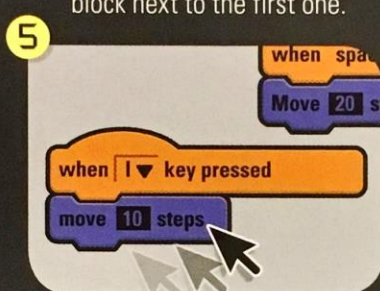 block next to the first one.
5
when spa
Move 20 s
when l▼ key pressed
move 10 steps